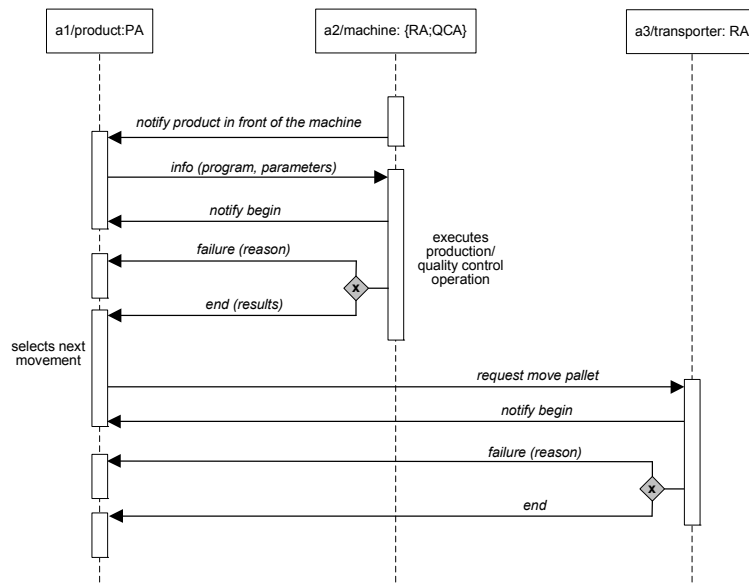 a1/product:PA
a2/machine: {RA;QCA}
a3/transporter: RA
notify product in front of the machine
info (program, parameters)
notify begin
executes
production/
quality control
operation
failure (reason)
x
end (results)
selects next
movement
request move pallet
notify begin
failure (reason)
x
end